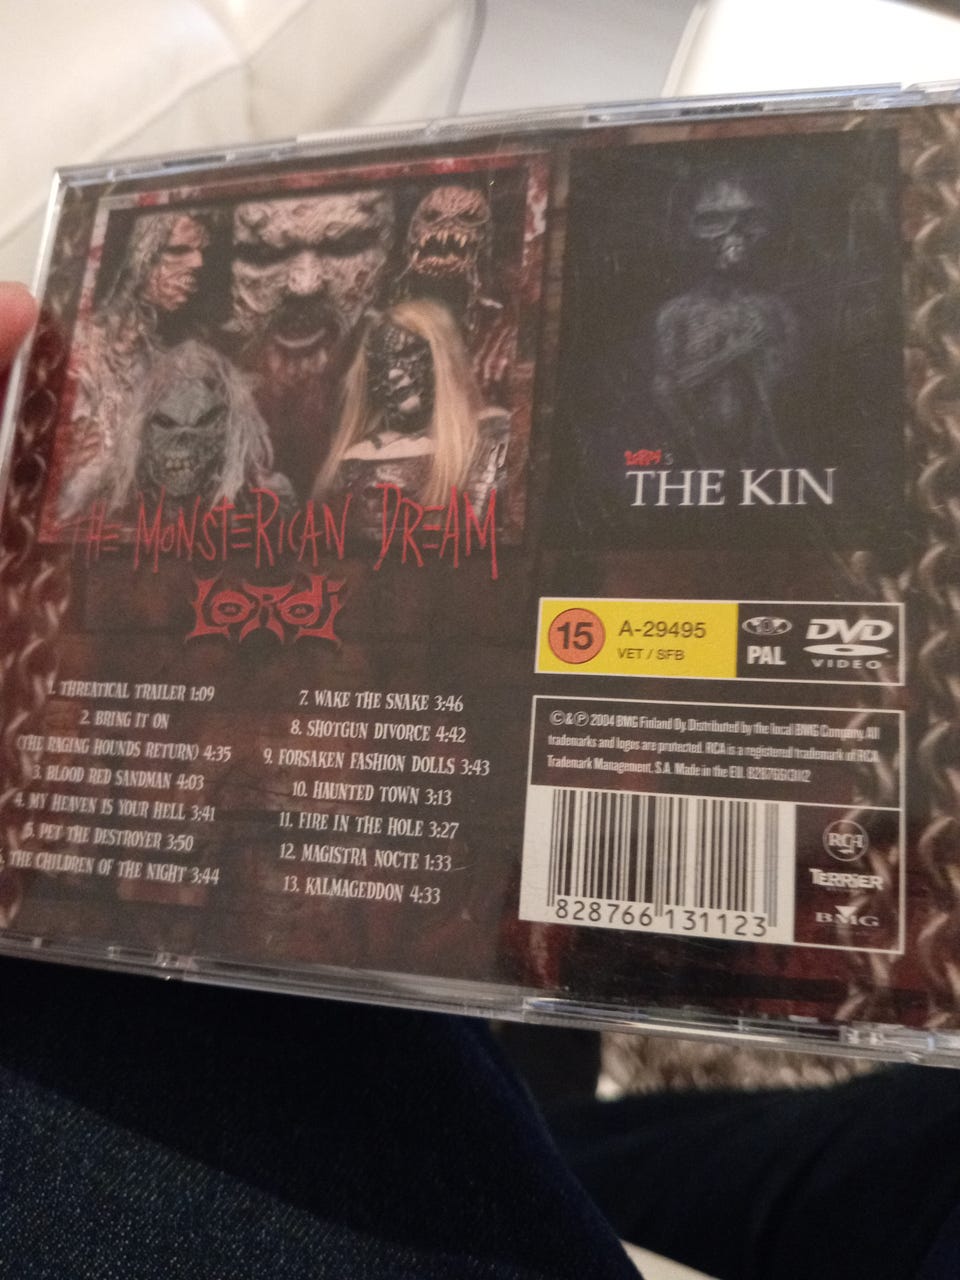 THE MONSTERICAN DREAM
LORDi
1. THREATICAL TRAILER 1:09
2. BRING IT ON
(THE RAGING HOUNDS RETURN) 4:35
3. BLOOD RED SANDMAN 4:03
4. MY HEAVEN IS YOUR HELL 3:41
5. PET THE DESTROYER 3:50
6. THE CHILDREN OF THE NIGHT 3:44
7. WAKE THE SNAKE 3:46
8. SHOTGUN DIVORCE 4:42
9. FORSAKEN FASHION DOLLS 3:43
10. HAUNTED TOWN 3:13
11. FIRE IN THE HOLE 3:27
12. MAGISTRA NOCTE 1:33
13. KALMAGEDDON 4:33
LORDI's
THE KIN
15 A-29495
VET / SFB
PAL
DVD
VIDEO
© & ℗ 2004 BMG Finland Oy. Distributed by the local BMG Company. All
trademarks and logos are protected. RCA is a registered trademark of RCA
Trademark Management, S.A. Made in the EU.
828766 131123
RCA
TERRIER
BMG